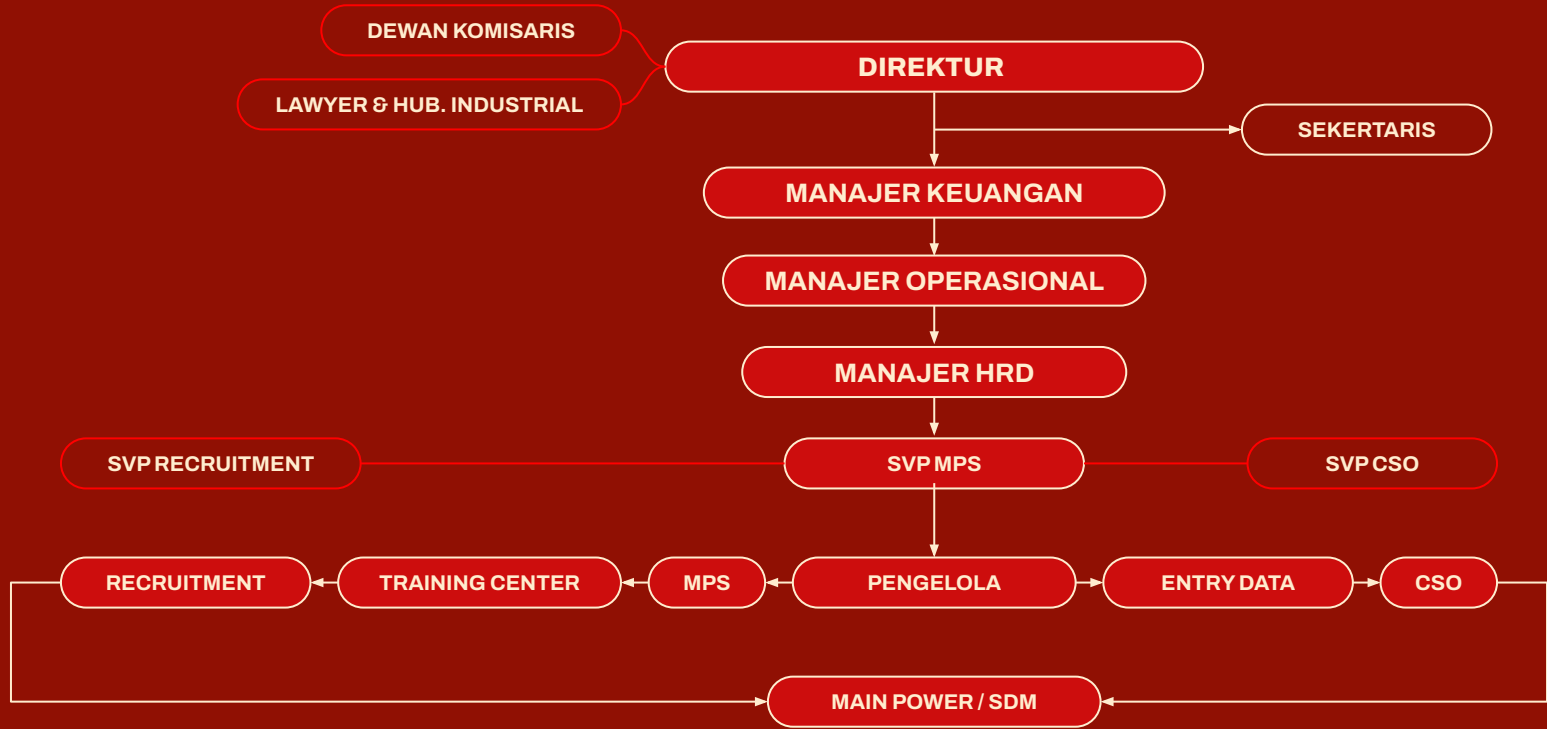 DEWAN KOMISARIS
DIREKTUR
LAWYER & HUB. INDUSTRIAL
SEKERTARIS
MANAJER KEUANGAN
MANAJER OPERASIONAL
MANAJER HRD
SVP RECRUITMENT
SVP MPS
SVP CSO
RECRUITMENT
TRAINING CENTER
MPS
PENGELOLA
ENTRY DATA
CSO
MAIN POWER / SDM